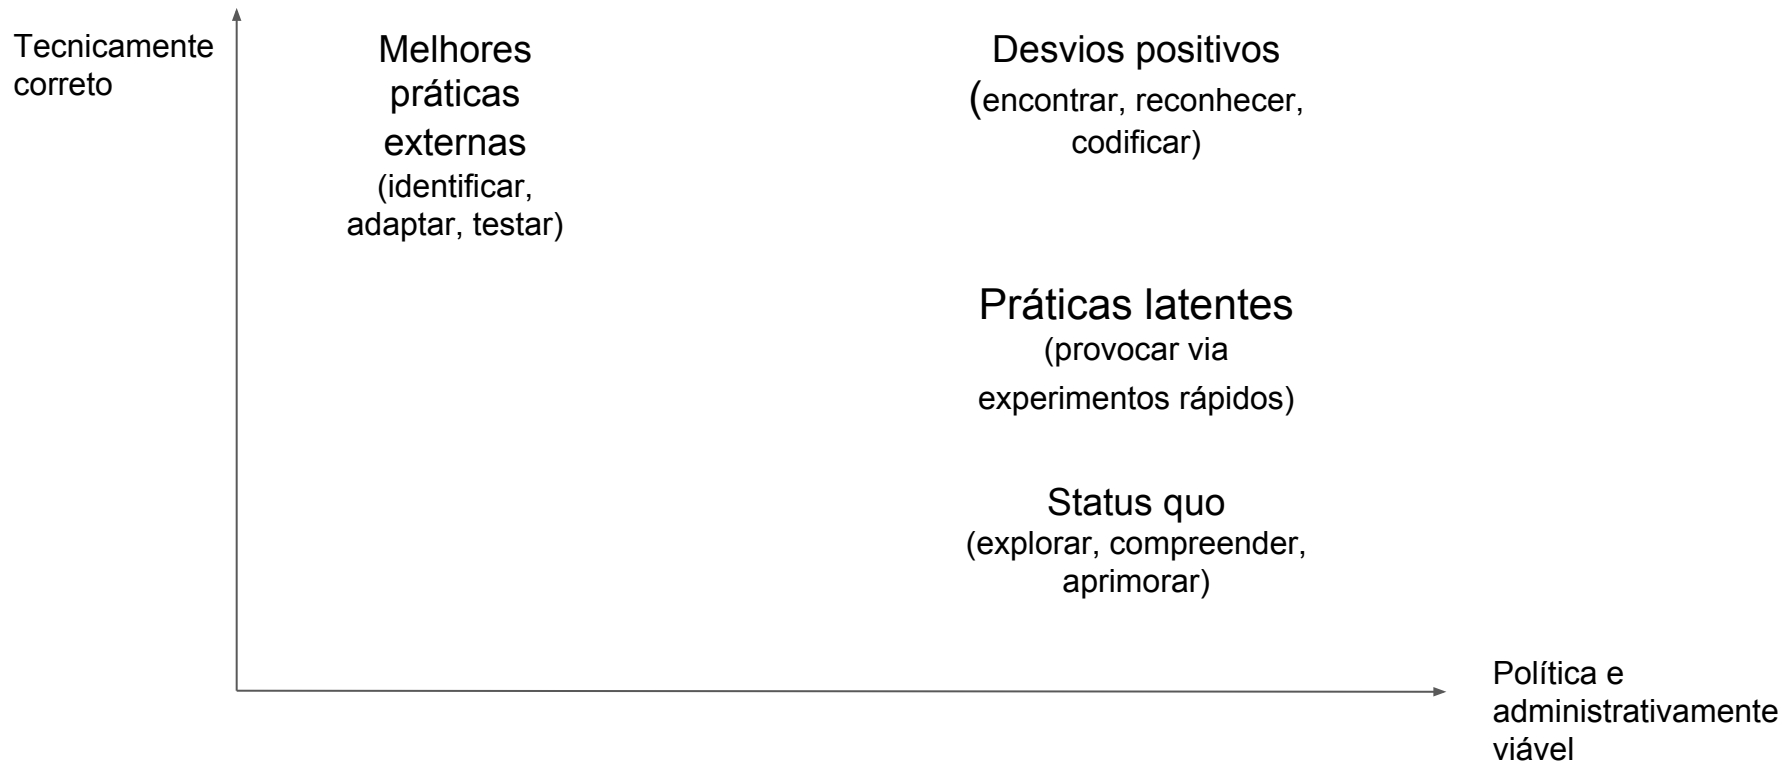 Tecnicamente
correto
Melhores
práticas
externas
(identificar,
adaptar, testar)
Desvios positivos
(encontrar, reconhecer,
codificar)
Práticas latentes
(provocar via
experimentos rápidos)
Status quo
(explorar, compreender,
aprimorar)
Política e
administrativamente
viável